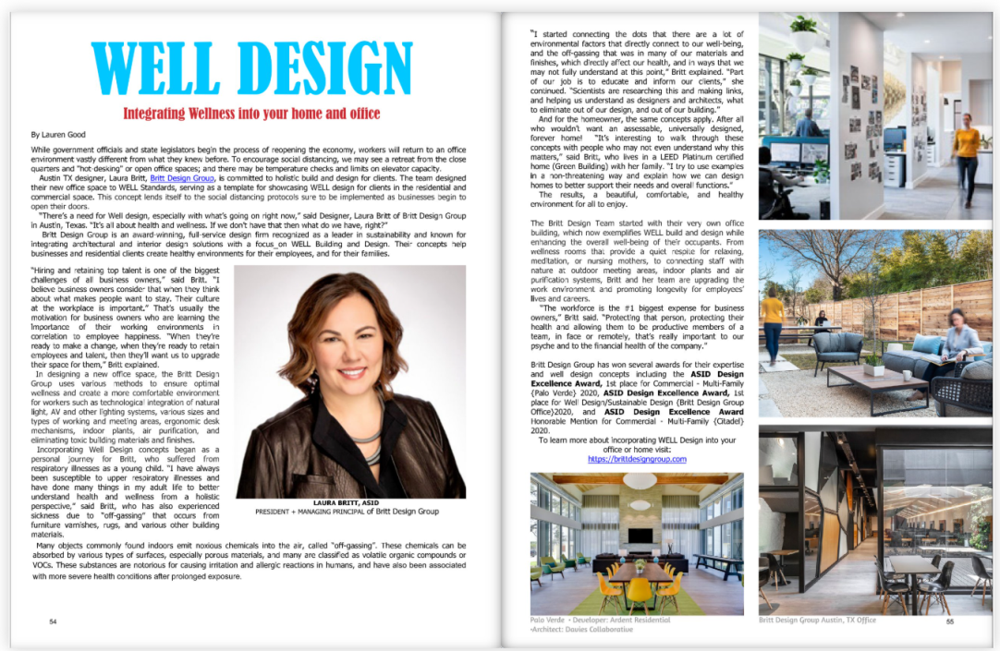 WELL DESIGN
Integrating Wellness into your home and office
By Lauren Good
While government officials and state legislators begin the process of reopening the economy, workers will return to an office
environment vastly different from what they knew before. To encourage social distancing, we may see a retreat from the close
quarters and "hot-desking" or open office spaces; and there may be temperature checks and limits on elevator capacity.
Austin TX designer, Laura Britt, Britt Design Group, is committed to holistic build and design for clients. The team designed
their new office space to WELL Standards, serving as a template for showcasing WELL design for clients in the residential and
commercial space. This concept lends itself to the social distancing protocols sure to be implemented as businesses begin to
open their doors.
"There's a need for Well design, especially with what's going on right now," said Designer, Laura Britt of Britt Design Group
in Austin, Texas. "It's all about health and wellness. If we don't have that then what do we have, right?"
Britt Design Group is an award-winning, full-service design firm recognized as a leader in sustainability and known for
integrating architectural and interior design solutions with a focus on WELL Building and Design. Their concepts help
businesses and residential clients create healthy environments for their employees, and for their families.
"Hiring and retaining top talent is one of the biggest
challenges of all business owners," said Britt. "I
believe business owners consider that when they think
about what makes people want to stay. Their culture
at the workplace is important." That's usually the
motivation for business owners who are learning the
Importance of their working environments in
correlation to employee happiness. "When they're
ready to make a change, when they're ready to retain
employees and talent, then they'll want us to upgrade
their space for them," Britt explained.
In designing a new office space, the Britt Design
Group uses various methods to ensure optimal
wellness and create a more comfortable environment
for workers such as technological integration of natural
light, AV and other lighting systems, various sizes and
types of working and meeting areas, ergonomic desk
mechanisms, indoor plants, air purification, and
eliminating toxic building materials and finishes.
Incorporating Well Design concepts began as a
personal journey for Britt, who suffered from
respiratory illnesses as a young child. "I have always
been susceptible to upper respiratory illnesses and
have done many things in my adult life to better
understand health and wellness from a holistic
perspective," said Britt, who has also experienced
sickness due to "off-gassing" that occurs from
furniture varnishes, rugs, and various other building
materials.
LAURA BRITT, ASID
PRESIDENT + MANAGING PRINCIPAL of Britt Design Group
Many objects commonly found indoors emit noxious chemicals into the air, called "off-gassing". These chemicals can be
absorbed by various types of surfaces, especially porous materials, and many are classified as volatile organic compounds or
VOCs. These substances are notorious for causing irritation and allergic reactions in humans, and have also been associated
with more severe health conditions after prolonged exposure.
54
"I started connecting the dots that there are a lot of
environmental factors that directly connect to our well-being,
and the off-gassing that was in many of our materials and
finishes, which directly affect our health, and in ways that we
may not fully understand at this point," Britt explained. "Part
of our job is to educate and inform our clients," she
continued. "Scientists are researching this and making links,
and helping us understand as designers and architects, what
to eliminate out of our design, and out of our building."
And for the homeowner, the same concepts apply. After all
who wouldn't want an assessable, universally designed,
forever home! "It's interesting to walk through these
concepts with people who may not even understand why this
matters," said Britt, who lives in a LEED Platinum certified
home (Green Building) with her family. "I try to use examples
in a non-threatening way and explain how we can design
homes to better support their needs and overall functions."
The results, a beautiful, comfortable, and healthy
environment for all to enjoy.
The Britt Design Team started with their very own office
building, which now exemplifies WELL build and design while
enhancing the overall well-being of their occupants. From
wellness rooms that provide a quiet respite for relaxing,
meditation, or nursing mothers, to connecting staff with
nature at outdoor meeting areas, indoor plants and air
purification systems, Britt and her team are upgrading the
work environment and promoting longevity for employees'
lives and careers.
"The workforce is the #1 biggest expense for business
owners," Britt said. "Protecting that person, protecting their
health and allowing them to be productive members of a
team, in face or remotely, that's really important to our
psyche and to the financial health of the company."
Britt Design Group has won several awards for their expertise
and well design concepts including the ASID Design
Excellence Award, 1st place for Commercial - Multi-Family
{Palo Verde} 2020, ASID Design Excellence Award, 1st
place for Well Design/Sustainable Design {Britt Design Group
Office}2020, and ASID Design Excellence Award
Honorable Mention for Commercial - Multi-Family {Citadel}
2020.
To learn more about incorporating WELL Design into your
office or home visit:
https://brittdesigngroup.com
Palo Verde • Developer: Ardent Residential
•Architect: Davies Collaborative
Britt Design Group Austin, TX Office
55